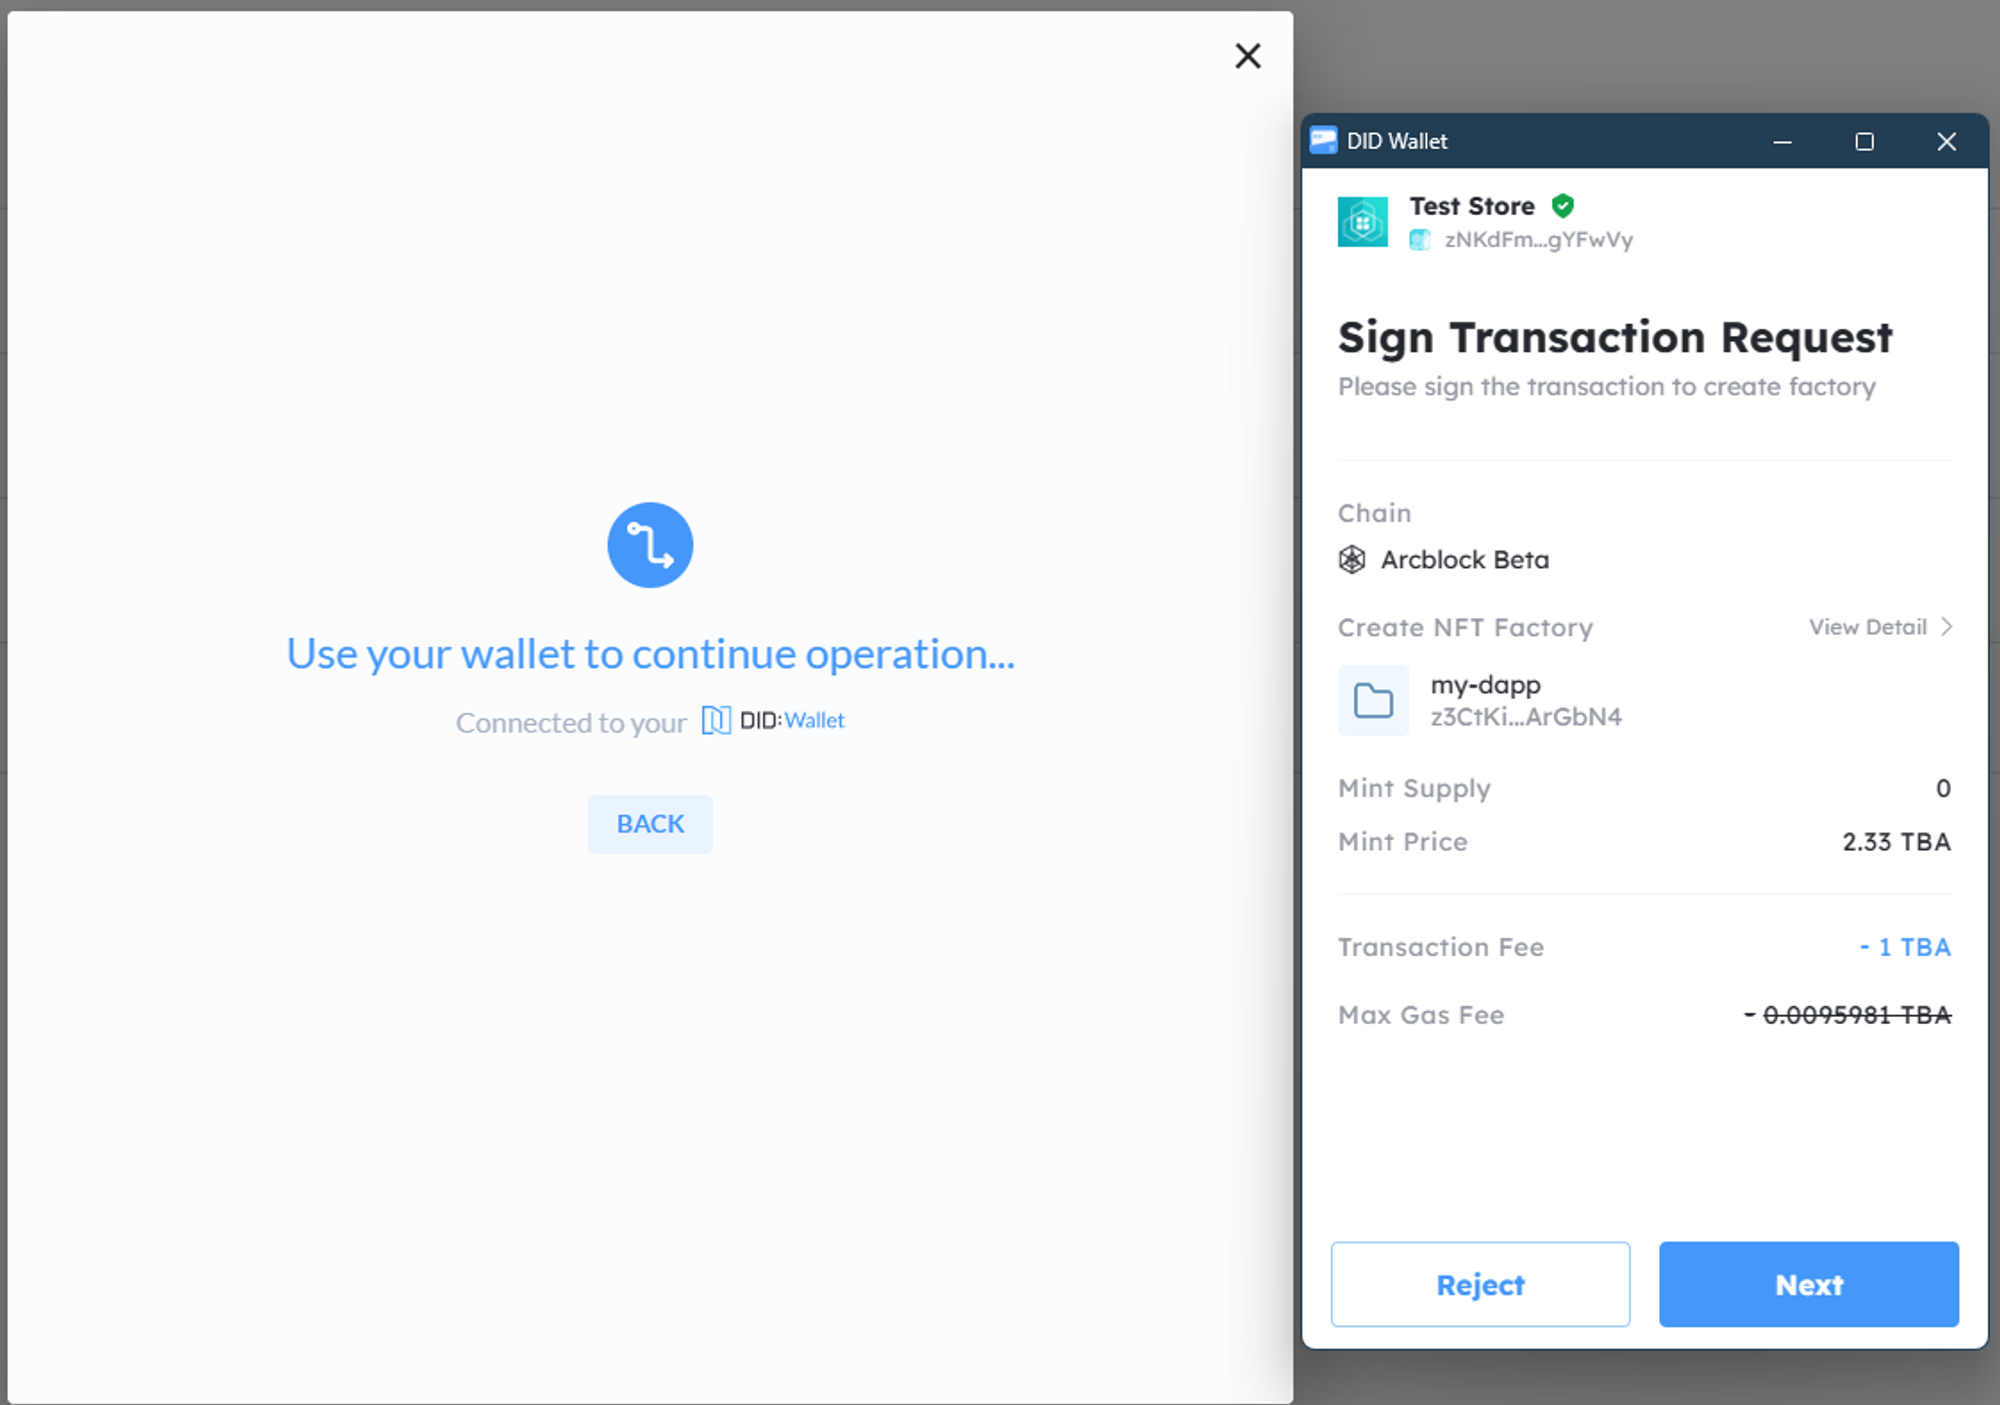 Use your wallet to continue operation...
Connected to your DID:Wallet
BACK
DID Wallet
Test Store
zNKdFm...gYFwVy
Sign Transaction Request
Please sign the transaction to create factory
Chain
Arcblock Beta
Create NFT Factory View Detail
my-dapp
z3CtKi...ArGbN4
Mint Supply 0
Mint Price 2.33 TBA
Transaction Fee - 1 TBA
Max Gas Fee - 0.0095981 TBA
Reject Next